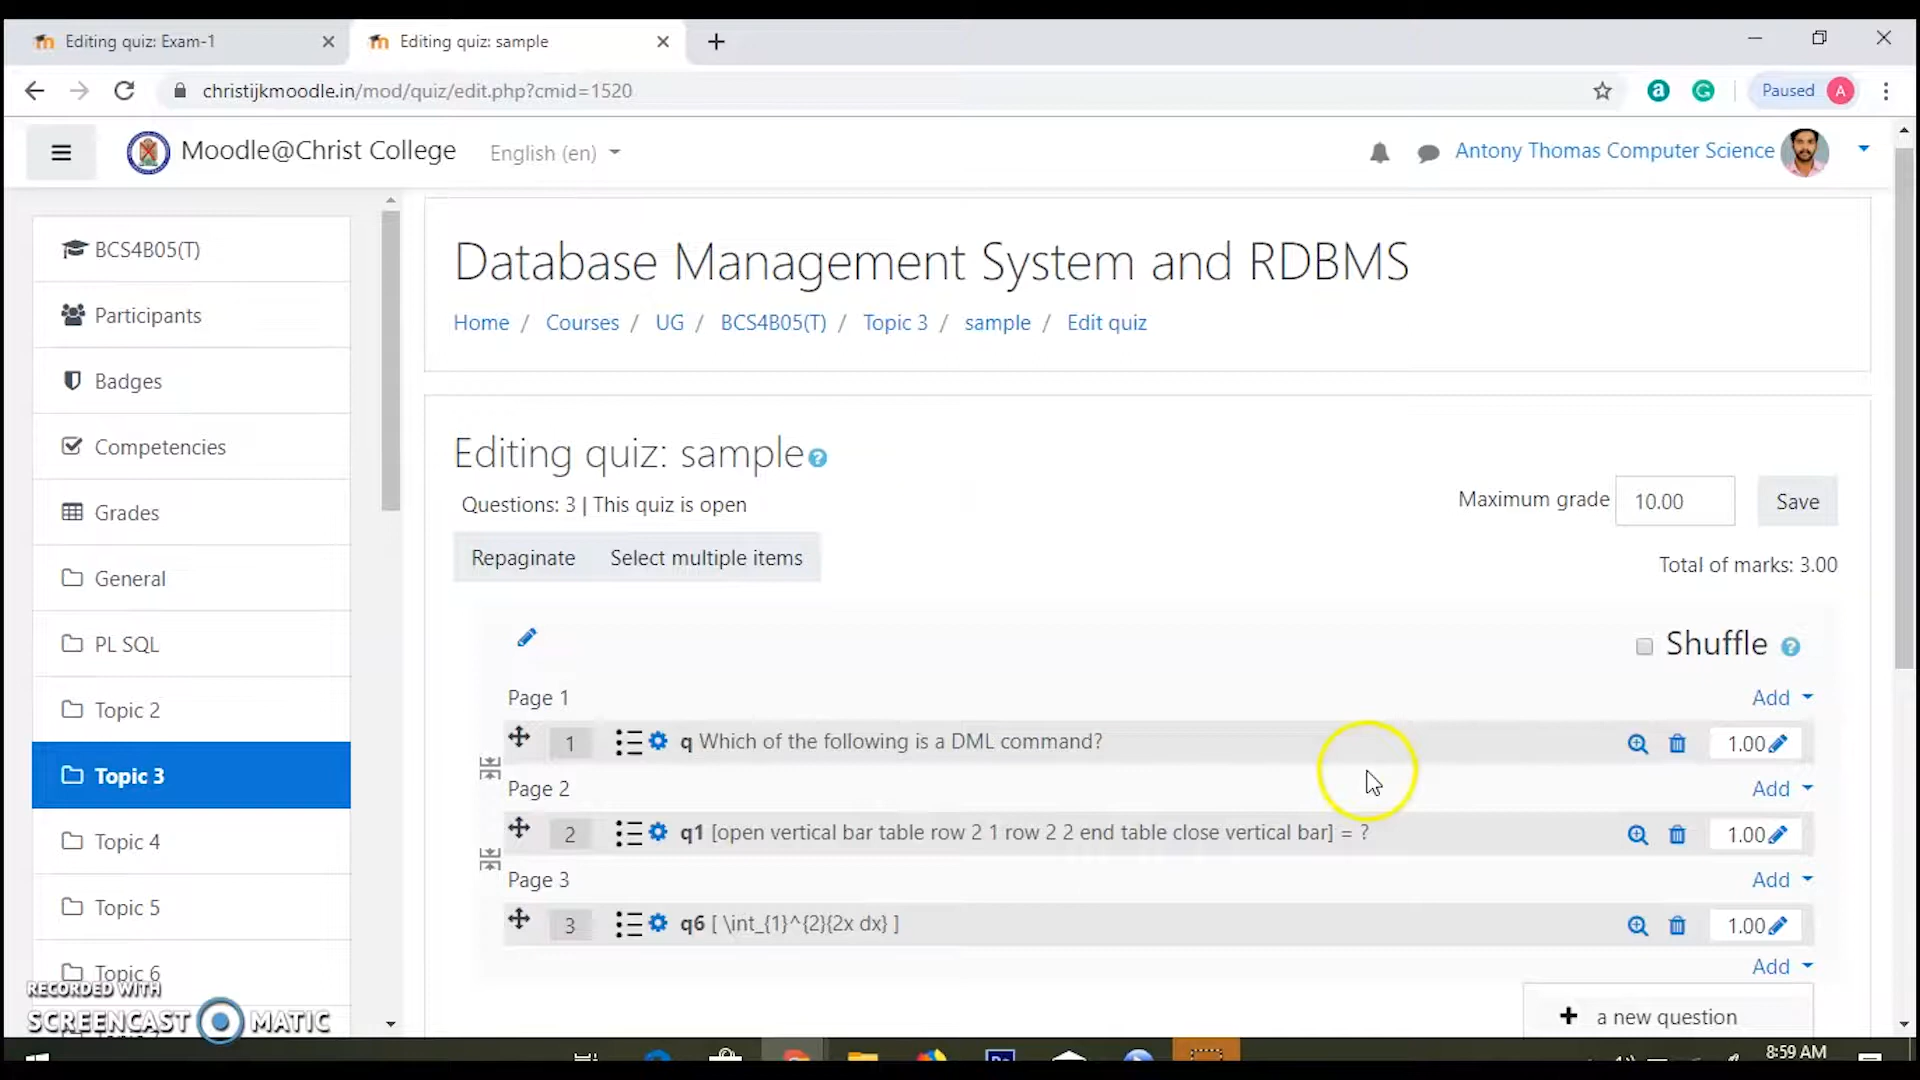 Editing quiz: Exam-1
Editing quiz: sample
christijkmoodle.in/mod/quiz/edit.php?cmid=1520
Paused A
Moodle@Christ College
English (en)
Antony Thomas Computer Science
BCS4B05(T)
Participants
Badges
Competencies
Grades
General
PL SQL
Topic 2
Topic 3
Topic 4
Topic 5
Topic 6
Database Management System and RDBMS
Home / Courses / UG / BCS4B05(T) / Topic 3 / sample / Edit quiz
Editing quiz: sample
Questions: 3 | This quiz is open
Maximum grade 10.00 Save
Repaginate Select multiple items
Total of marks: 3.00
Shuffle
Page 1 Add
1 q Which of the following is a DML command? 1.00
Page 2 Add
2 q1 [open vertical bar table row 2 1 row 2 2 end table close vertical bar] = ? 1.00
Page 3 Add
3 q6 [ \int_{1}^{2}{2x dx} ] 1.00
Add
+ a new question
RECORDED WITH
SCREENCAST MATIC
8:59 AM